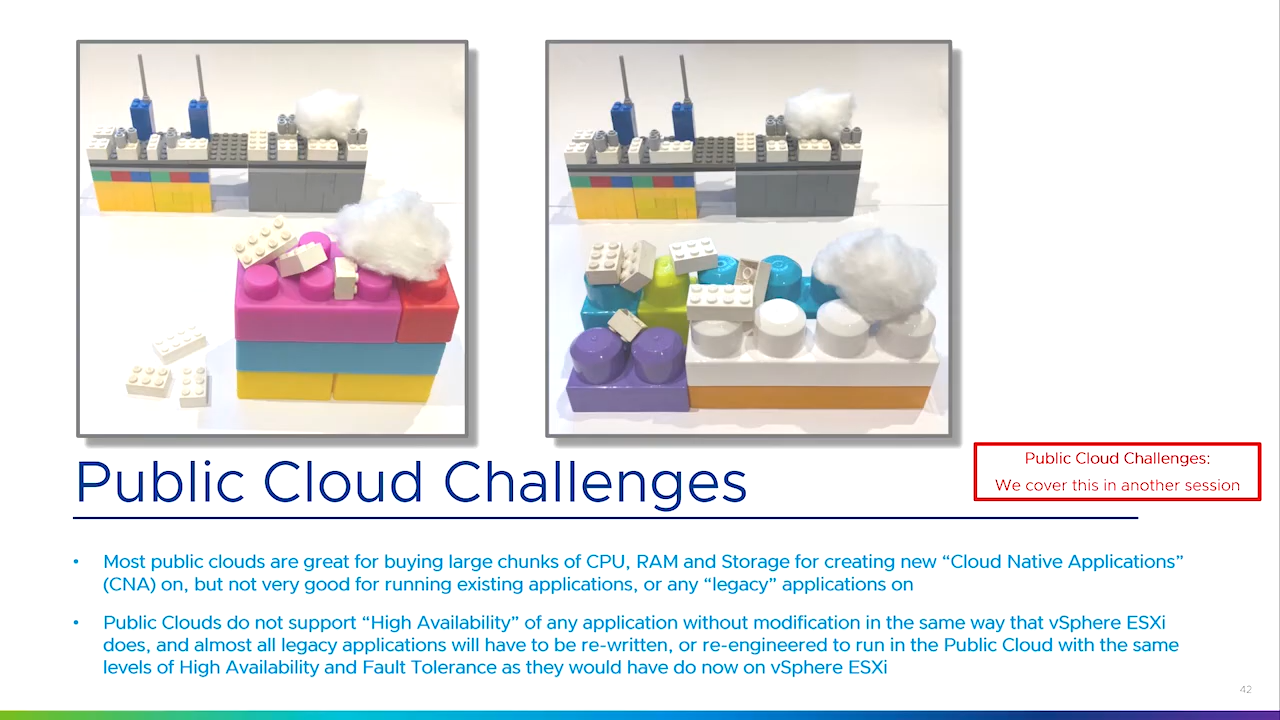 Public Cloud Challenges
Public Cloud Challenges:
We cover this in another session
• Most public clouds are great for buying large chunks of CPU, RAM and Storage for creating new “Cloud Native Applications”
(CNA) on, but not very good for running existing applications, or any “legacy” applications on
• Public Clouds do not support “High Availability” of any application without modification in the same way that vSphere ESXi
does, and almost all legacy applications will have to be re-written, or re-engineered to run in the Public Cloud with the same
levels of High Availability and Fault Tolerance as they would have do now on vSphere ESXi
42